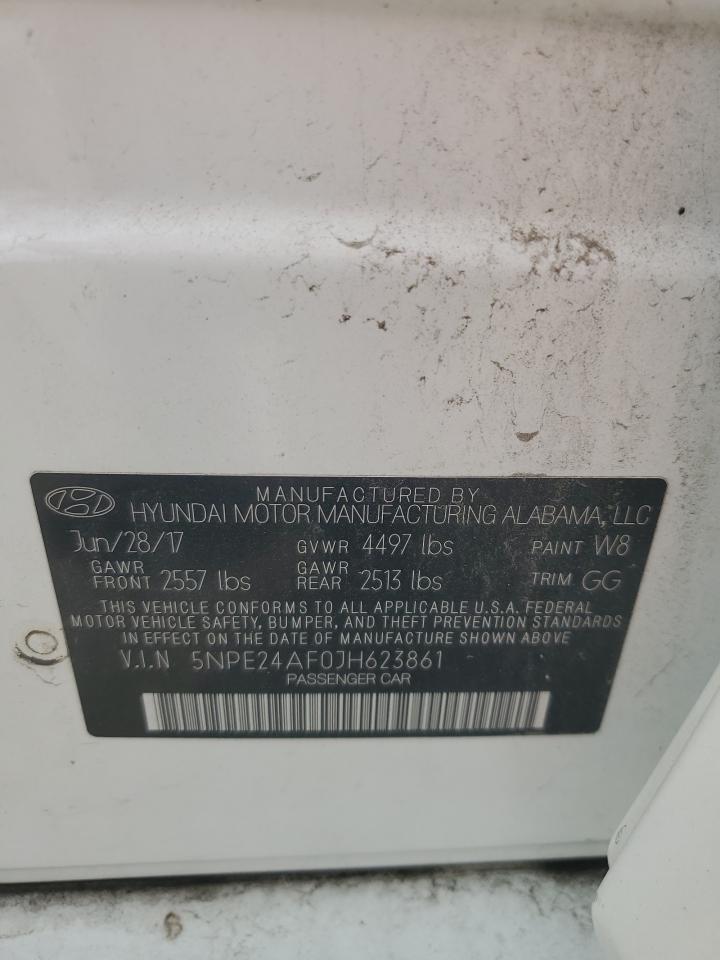 MANUFACTURED BY
HYUNDAI MOTOR MANUFACTURING ALABAMA, LLC
Jun/28/17 GVWR 4497 lbs PAINT W8
GAWR FRONT 2557 lbs GAWR REAR 2513 lbs TRIM GG
THIS VEHICLE CONFORMS TO ALL APPLICABLE U.S.A. FEDERAL
MOTOR VEHICLE SAFETY, BUMPER, AND THEFT PREVENTION STANDARDS
IN EFFECT ON THE DATE OF MANUFACTURE SHOWN ABOVE
V.I.N 5NPE24AF0JH623861
PASSENGER CAR